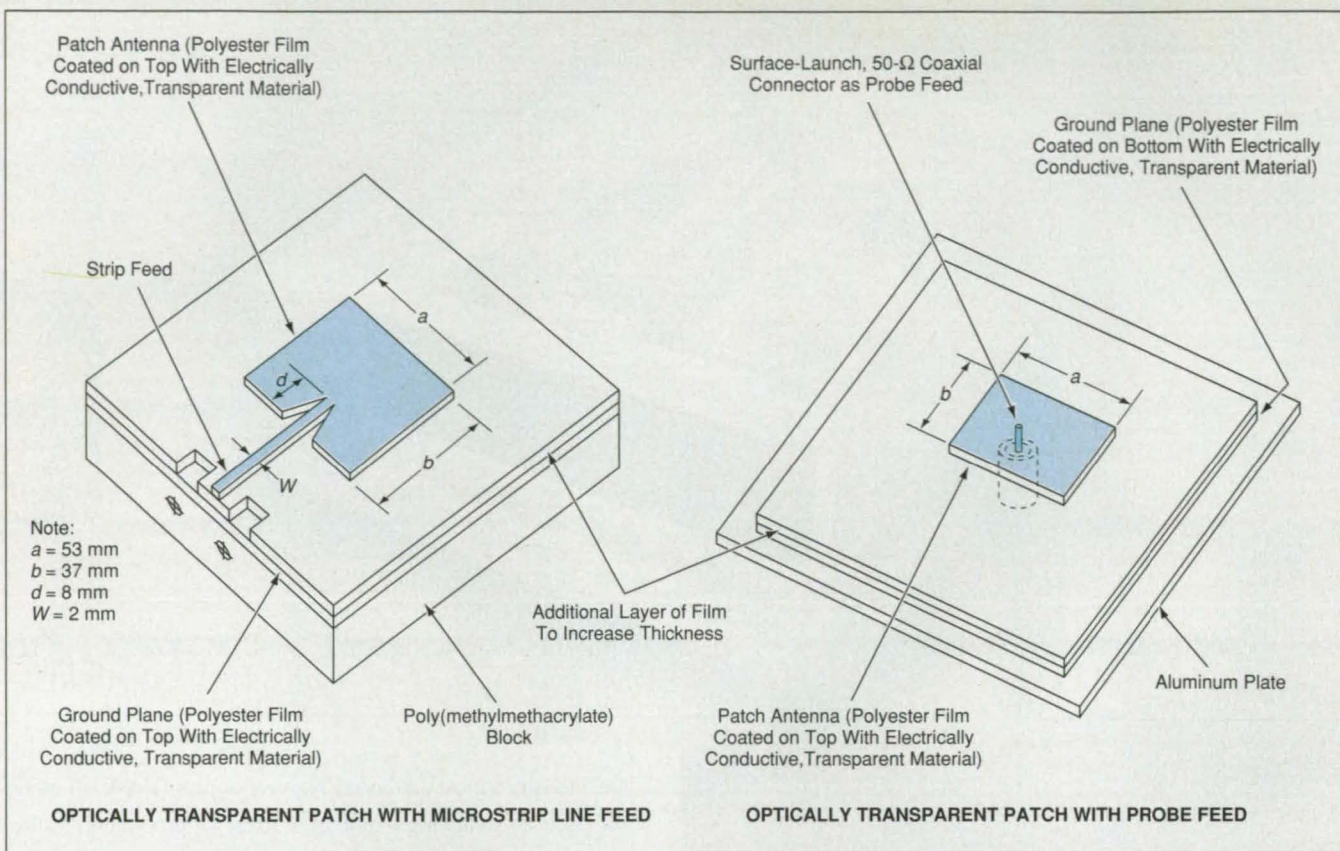 Patch Antenna (Polyester Film
Coated on Top With Electrically
Conductive,Transparent Material)
Strip Feed
a
d
b
W
Note:
a = 53 mm
b = 37 mm
d = 8 mm
W = 2 mm
Ground Plane (Polyester Film
Coated on Top With Electrically
Conductive, Transparent Material)
Poly(methylmethacrylate)
Block
Additional Layer of Film
To Increase Thickness
OPTICALLY TRANSPARENT PATCH WITH MICROSTRIP LINE FEED
Surface-Launch, 50-Ω Coaxial
Connector as Probe Feed
Ground Plane (Polyester Film
Coated on Bottom With Electrically
Conductive, Transparent Material)
a
b
Aluminum Plate
Patch Antenna (Polyester Film
Coated on Top With Electrically
Conductive,Transparent Material)
OPTICALLY TRANSPARENT PATCH WITH PROBE FEED